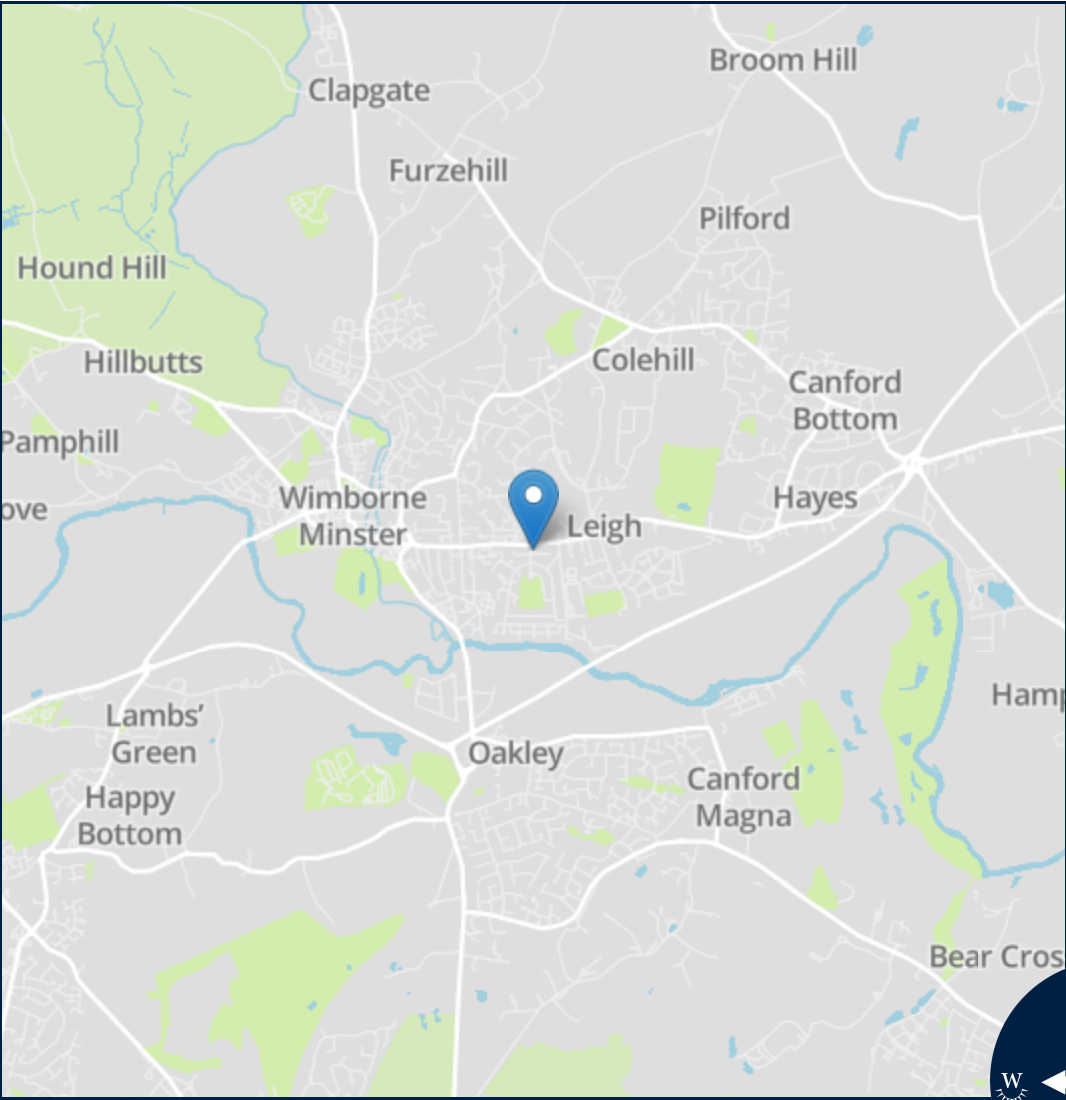 Broom Hill
Clapgate
Furzehill
Pilford
Hound Hill
Hillbutts
Colehill
Canford
Bottom
Pamphill
Wimborne
Minster
Hayes
ove
Leigh
Lambs’
Green
Hamp
Oakley
Canford
Magna
Happy
Bottom
Bear Cros
W